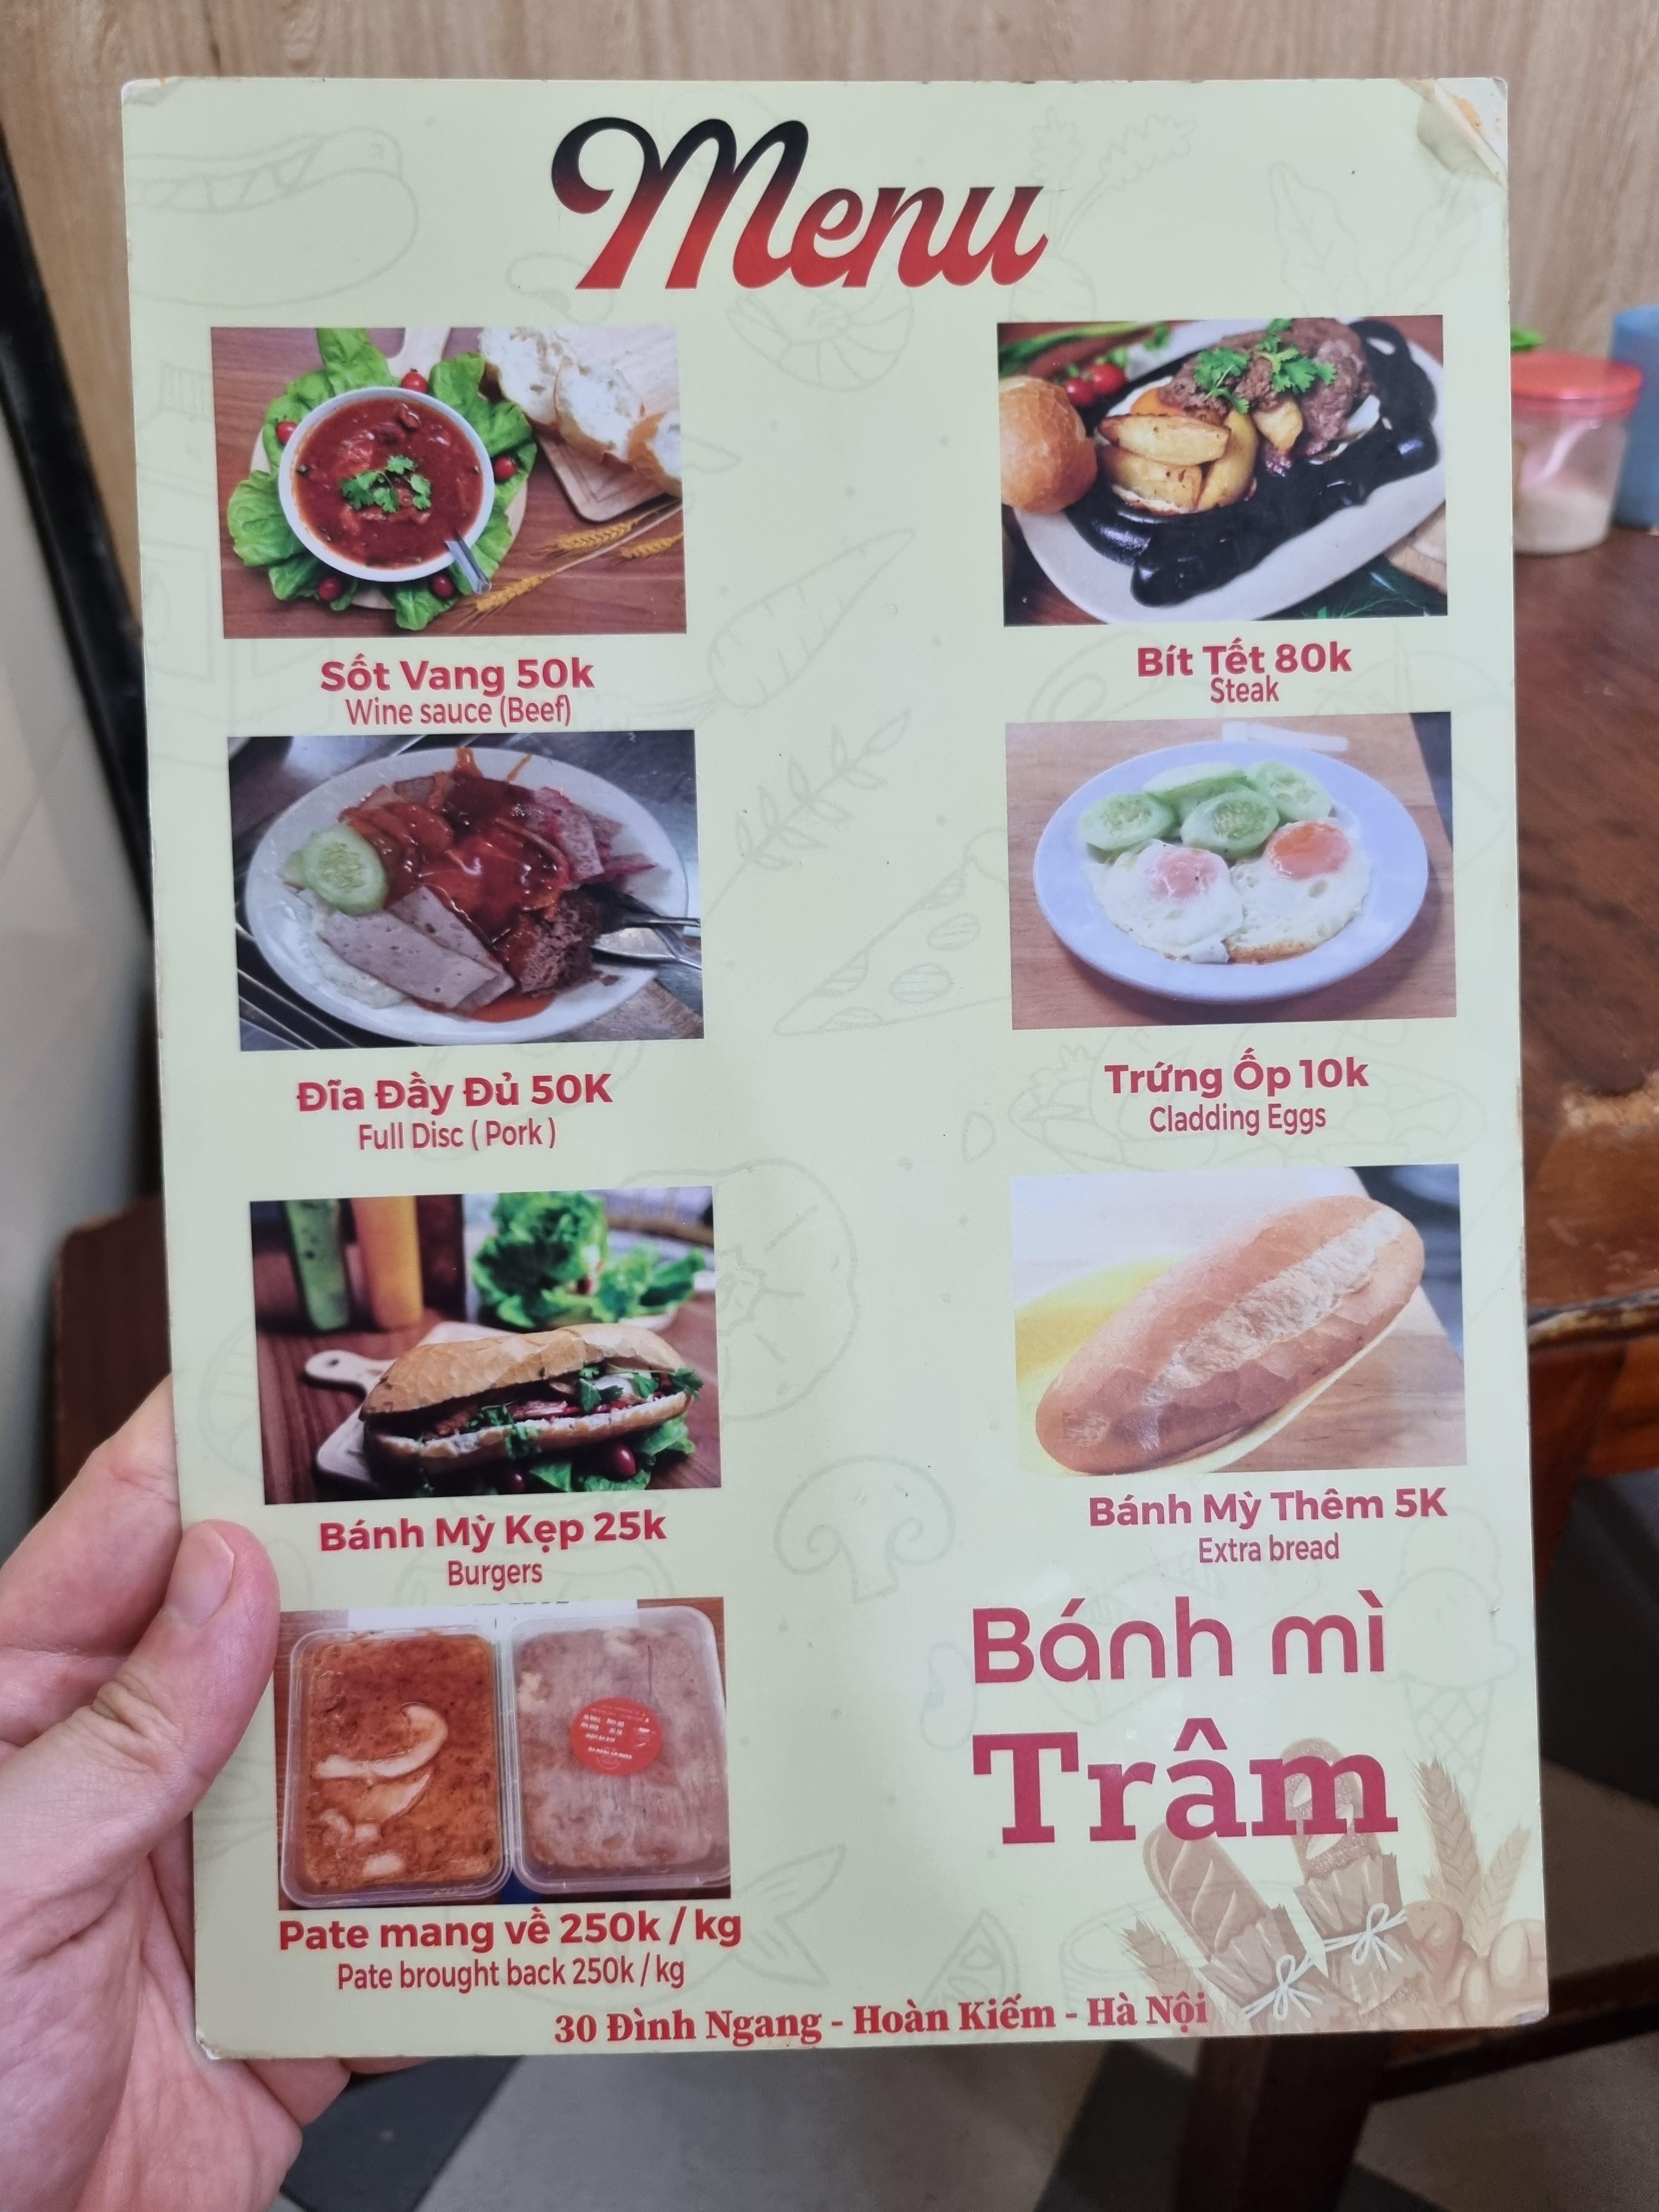 Menu
Sốt Vang 50k
Wine sauce (Beef)
Bít Tết 80k
Steak
Đĩa Đầy Đủ 50K
Full Disc ( Pork )
Trứng Ốp 10k
Cladding Eggs
Bánh Mỳ Kẹp 25k
Burgers
Bánh Mỳ Thêm 5K
Extra bread
Pate mang về 250k / kg
Pate brought back 250k / kg
Bánh mì
Trâm
30 Đình Ngang - Hoàn Kiếm - Hà Nội